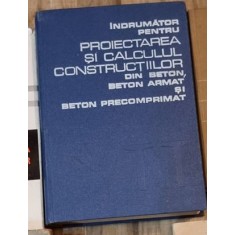 ÎNDRUMĂTOR
PENTRU
PROIECTAREA
ȘI CALCULUL
CONSTRUCȚIILOR
DIN BETON,
BETON ARMAT
ȘI
BETON PRECOMPRIMAT